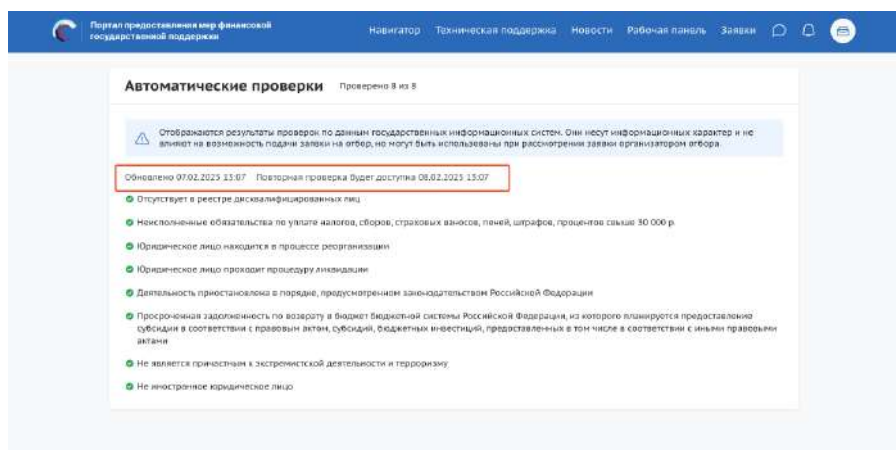 Портал предоставления мер финансовой
государственной поддержки
Навигатор Техническая поддержка Новости Рабочая панель Заявки
Автоматические проверки Проверено 8 из 8
Отображаются результаты проверок по данным государственных информационных систем. Они несут информационных характер и не
влияют на возможность подачи заявки на отбор, но могут быть использованы при рассмотрении заявки организатором отбора.
Обновлено 07.02.2025 13:07 Повторная проверка будет доступна 08.02.2025 13:07
Отсутствует в реестре дисквалифицированных лиц
Неисполненные обязательства по уплате налогов, сборов, страховых взносов, пеней, штрафов, процентов свыше 30 000 р.
Юридическое лицо находится в процессе реорганизации
Юридическое лицо проходит процедуру ликвидации
Деятельность приостановлена в порядке, предусмотренном законодательством Российской Федерации
Просроченная задолженность по возврату в бюджет бюджетной системы Российской Федерации, из которого планируется предоставление
субсидии в соответствии с правовым актом, субсидий, бюджетных инвестиций, предоставленных в том числе в соответствии с иными правовыми
актами
Не является причастным к экстремистской деятельности и терроризму
Не иностранное юридическое лицо